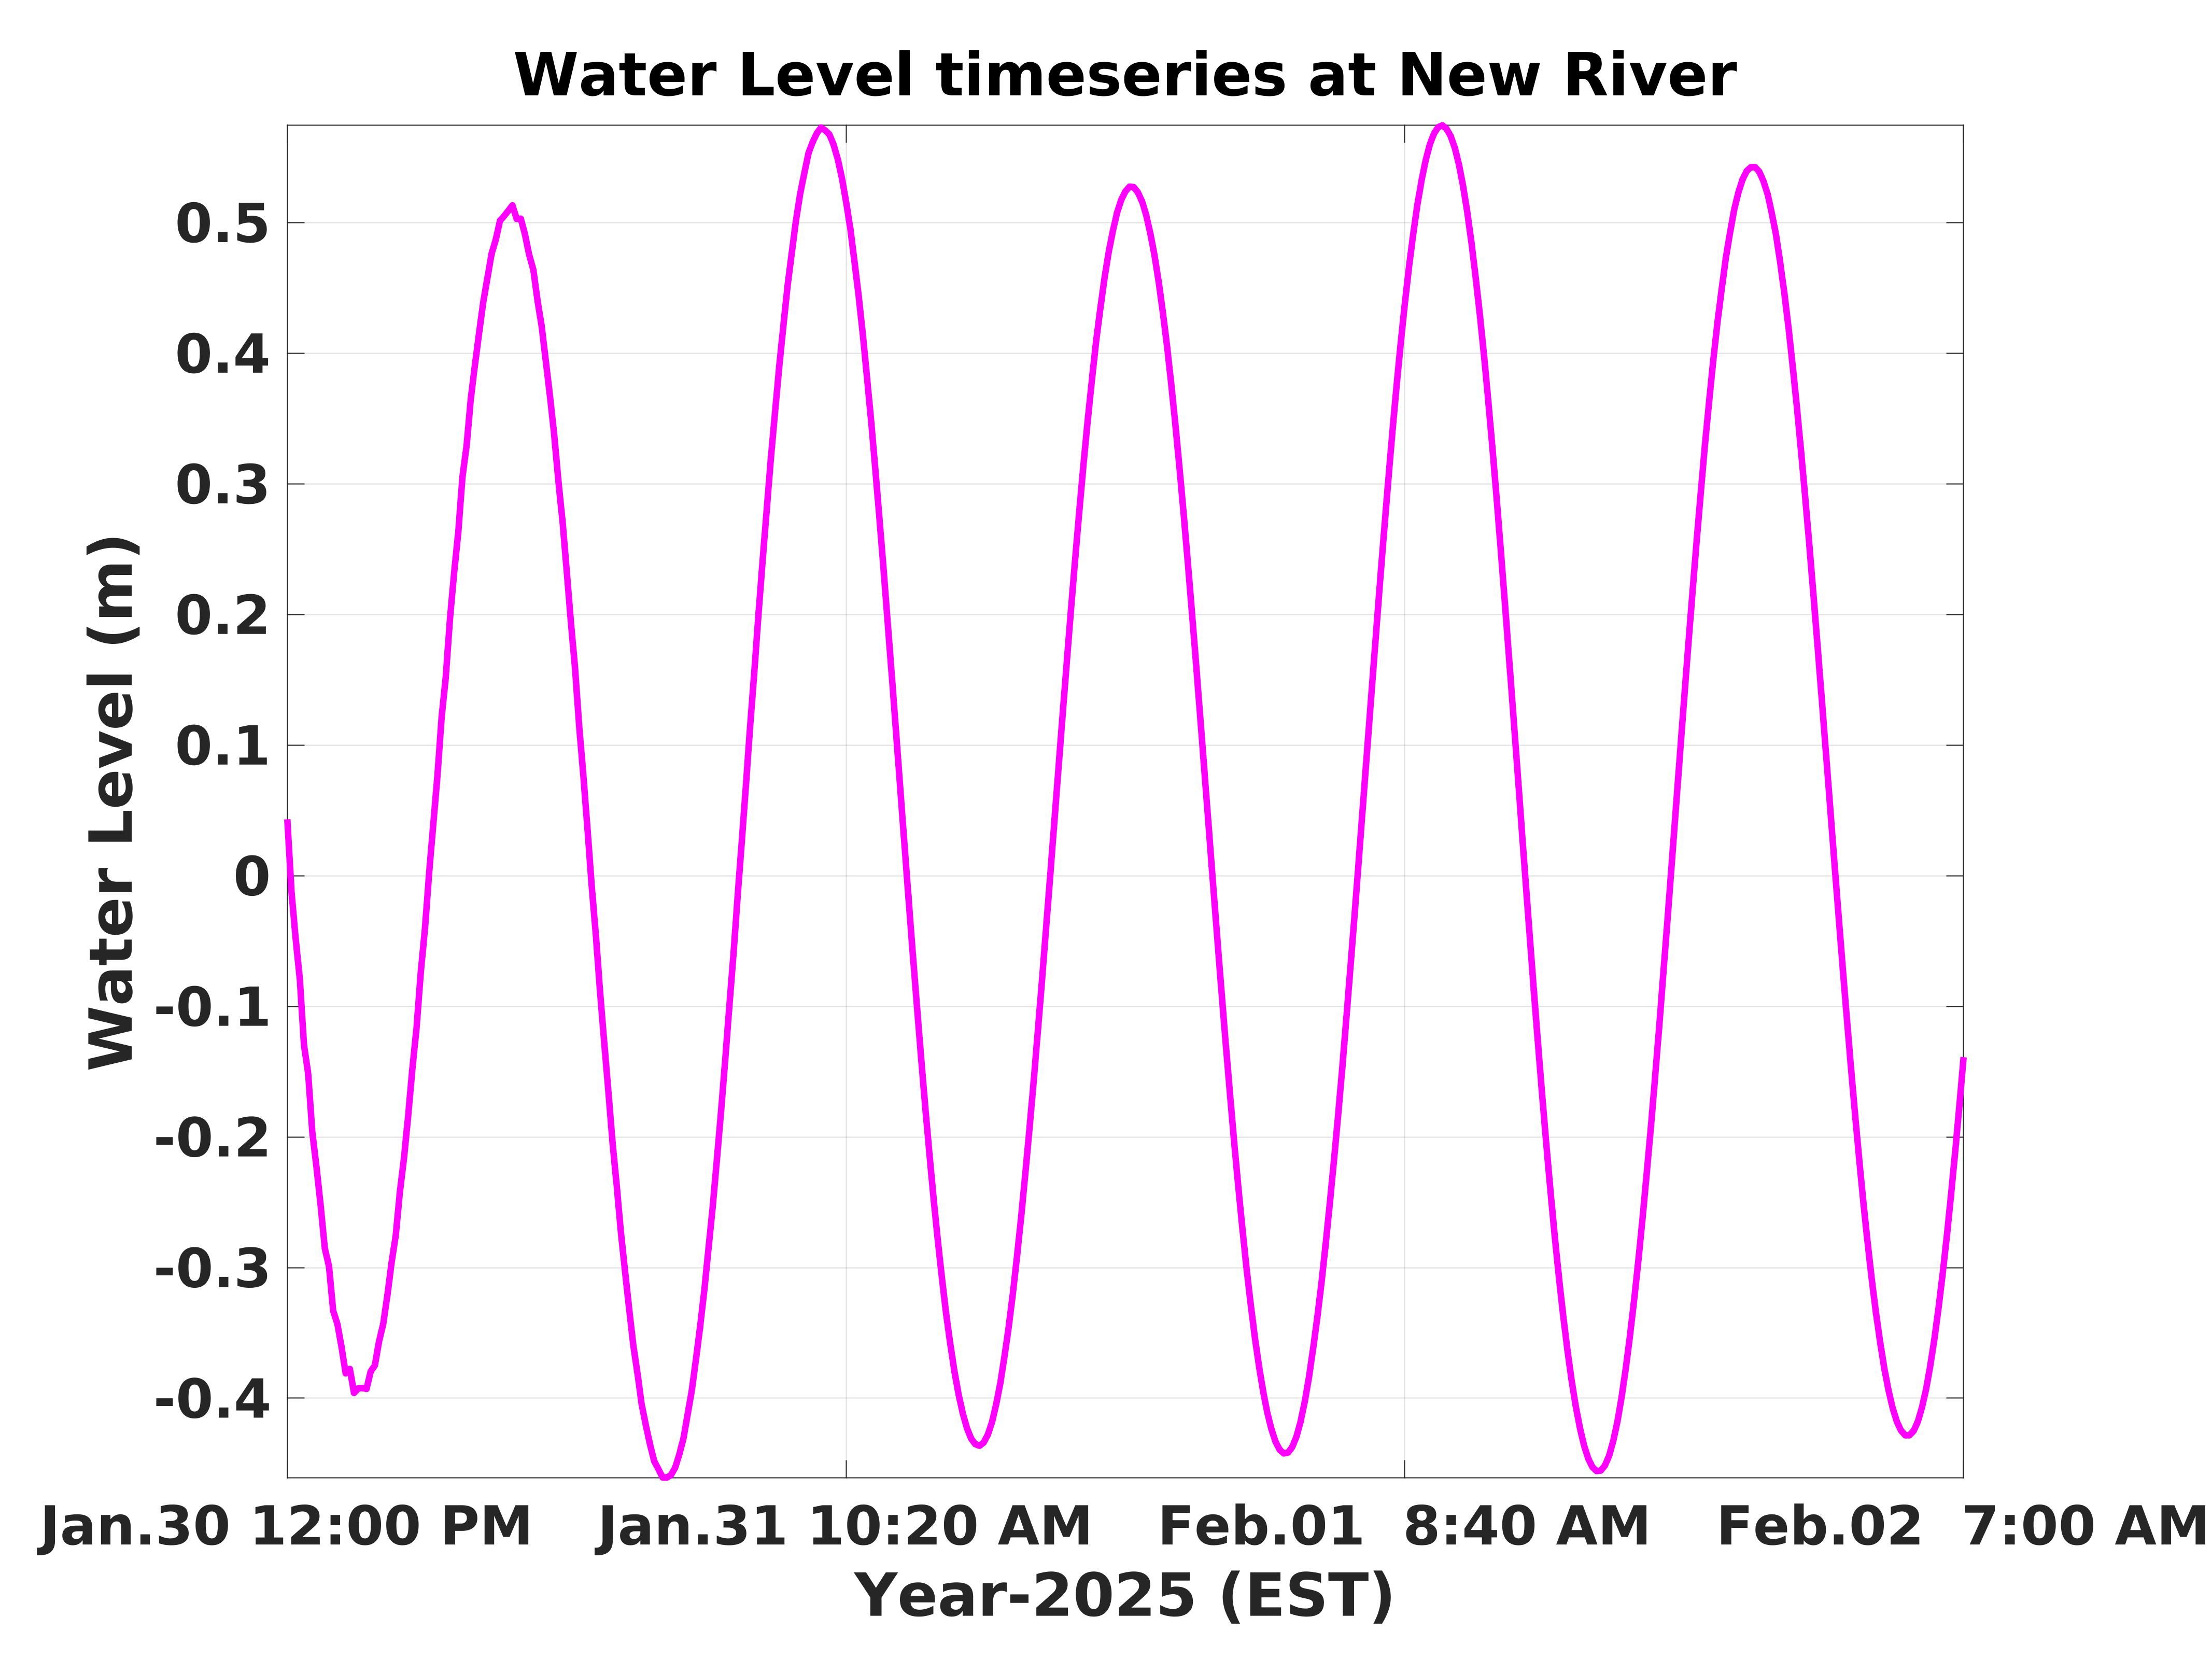 Water Level timeseries at New River
Water Level (m)
0.5
0.4
0.3
0.2
0.1
0
-0.1
-0.2
-0.3
-0.4
Jan.30 12:00 PM
Jan.31 10:20 AM
Feb.01 8:40 AM
Feb.02 7:00 AM
Year-2025 (EST)